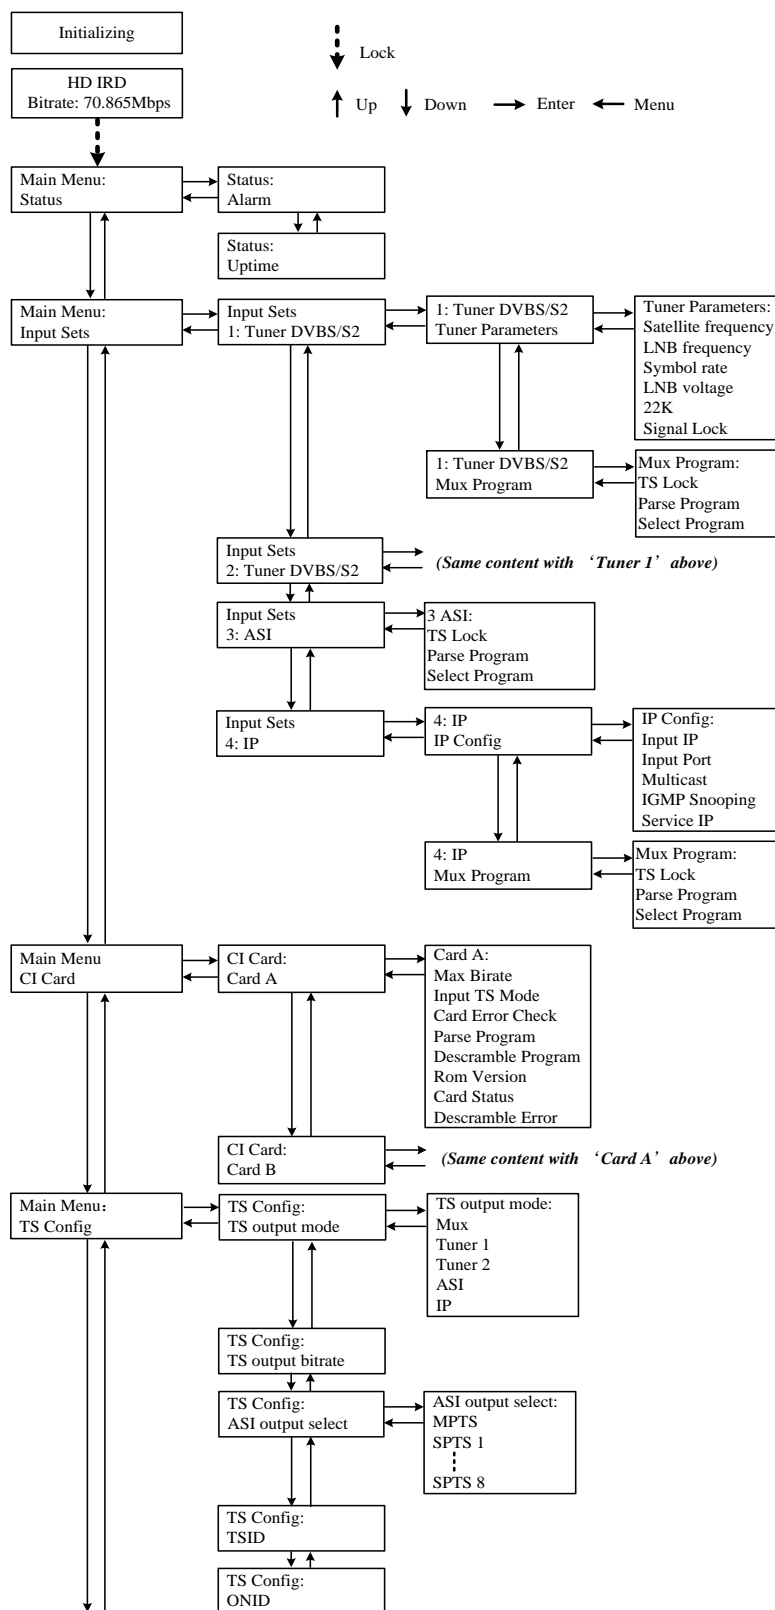 Initializing
Lock
HD IRD
Bitrate: 70.865Mbps
Up
Down
Enter
Menu
Main Menu:
Status
Status:
Alarm
Status:
Uptime
Main Menu:
Input Sets
Input Sets
1: Tuner DVBS/S2
1: Tuner DVBS/S2
Tuner Parameters
Tuner Parameters:
Satellite frequency
LNB frequency
Symbol rate
LNB voltage
22K
Signal Lock
1: Tuner DVBS/S2
Mux Program
Mux Program:
TS Lock
Parse Program
Select Program
Input Sets
2: Tuner DVBS/S2
(Same content with ‘Tuner 1’ above)
Input Sets
3: ASI
3 ASI:
TS Lock
Parse Program
Select Program
Input Sets
4: IP
4: IP
IP Config
IP Config:
Input IP
Input Port
Multicast
IGMP Snooping
Service IP
4: IP
Mux Program
Mux Program:
TS Lock
Parse Program
Select Program
Main Menu
CI Card
CI Card:
Card A
Card A:
Max Birate
Input TS Mode
Card Error Check
Parse Program
Descramble Program
Rom Version
Card Status
Descramble Error
CI Card:
Card B
(Same content with ‘Card A’ above)
Main Menu：
TS Config
TS Config:
TS output mode
TS output mode:
Mux
Tuner 1
Tuner 2
ASI
IP
TS Config:
TS output bitrate
TS Config:
ASI output select
ASI output select:
MPTS
SPTS 1
SPTS 8
TS Config:
TSID
TS Config:
ONID